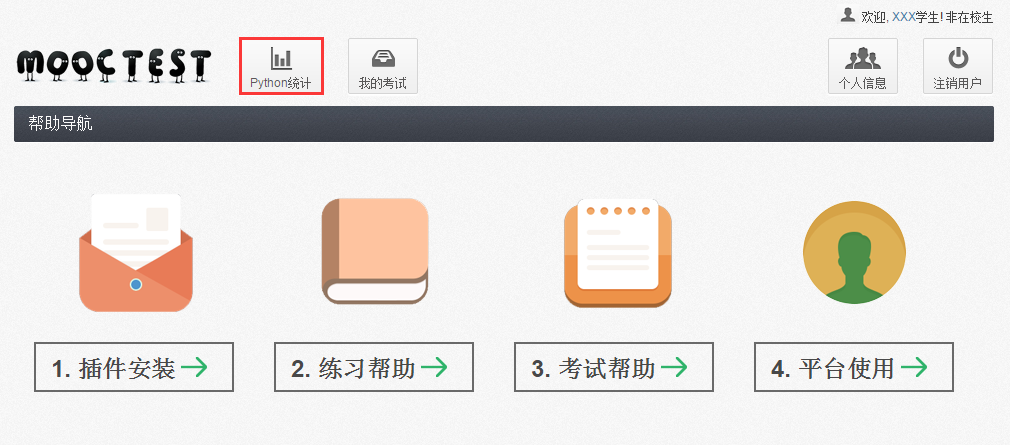 欢迎, XXX学生! 非在校生
MOOCTEST
Python统计
我的考试
个人信息
注销用户
帮助导航
1. 插件安装
2. 练习帮助
3. 考试帮助
4. 平台使用